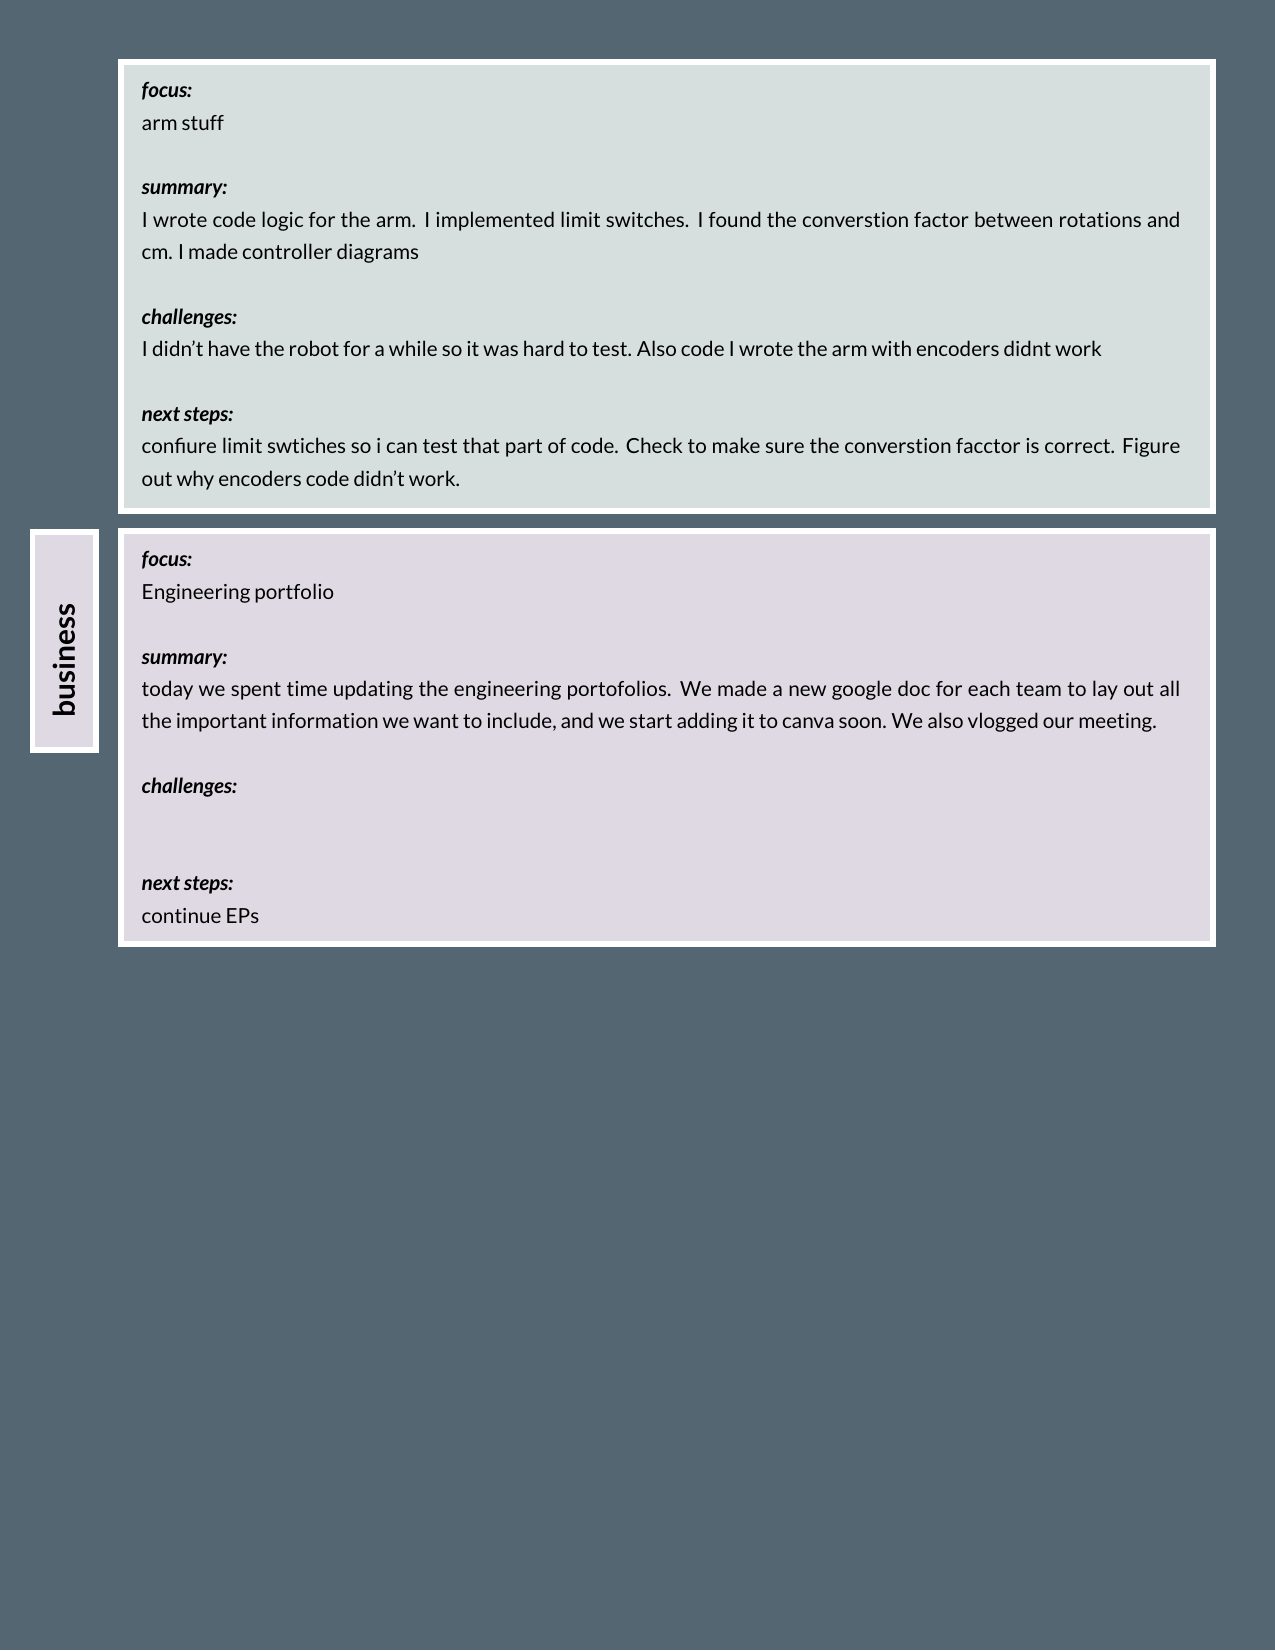 focus:
arm stuff
summary:
I wrote code logic for the arm. I implemented limit switches. I found the converstion factor between rotations and
cm. I made controller diagrams
challenges:
I didn’t have the robot for a while so it was hard to test. Also code I wrote the arm with encoders didnt work
next steps:
confiure limit swtiches so i can test that part of code. Check to make sure the converstion facctor is correct. Figure
out why encoders code didn’t work.
business
focus:
Engineering portfolio
summary:
today we spent time updating the engineering portofolios. We made a new google doc for each team to lay out all
the important information we want to include, and we start adding it to canva soon. We also vlogged our meeting.
challenges:
next steps:
continue EPs